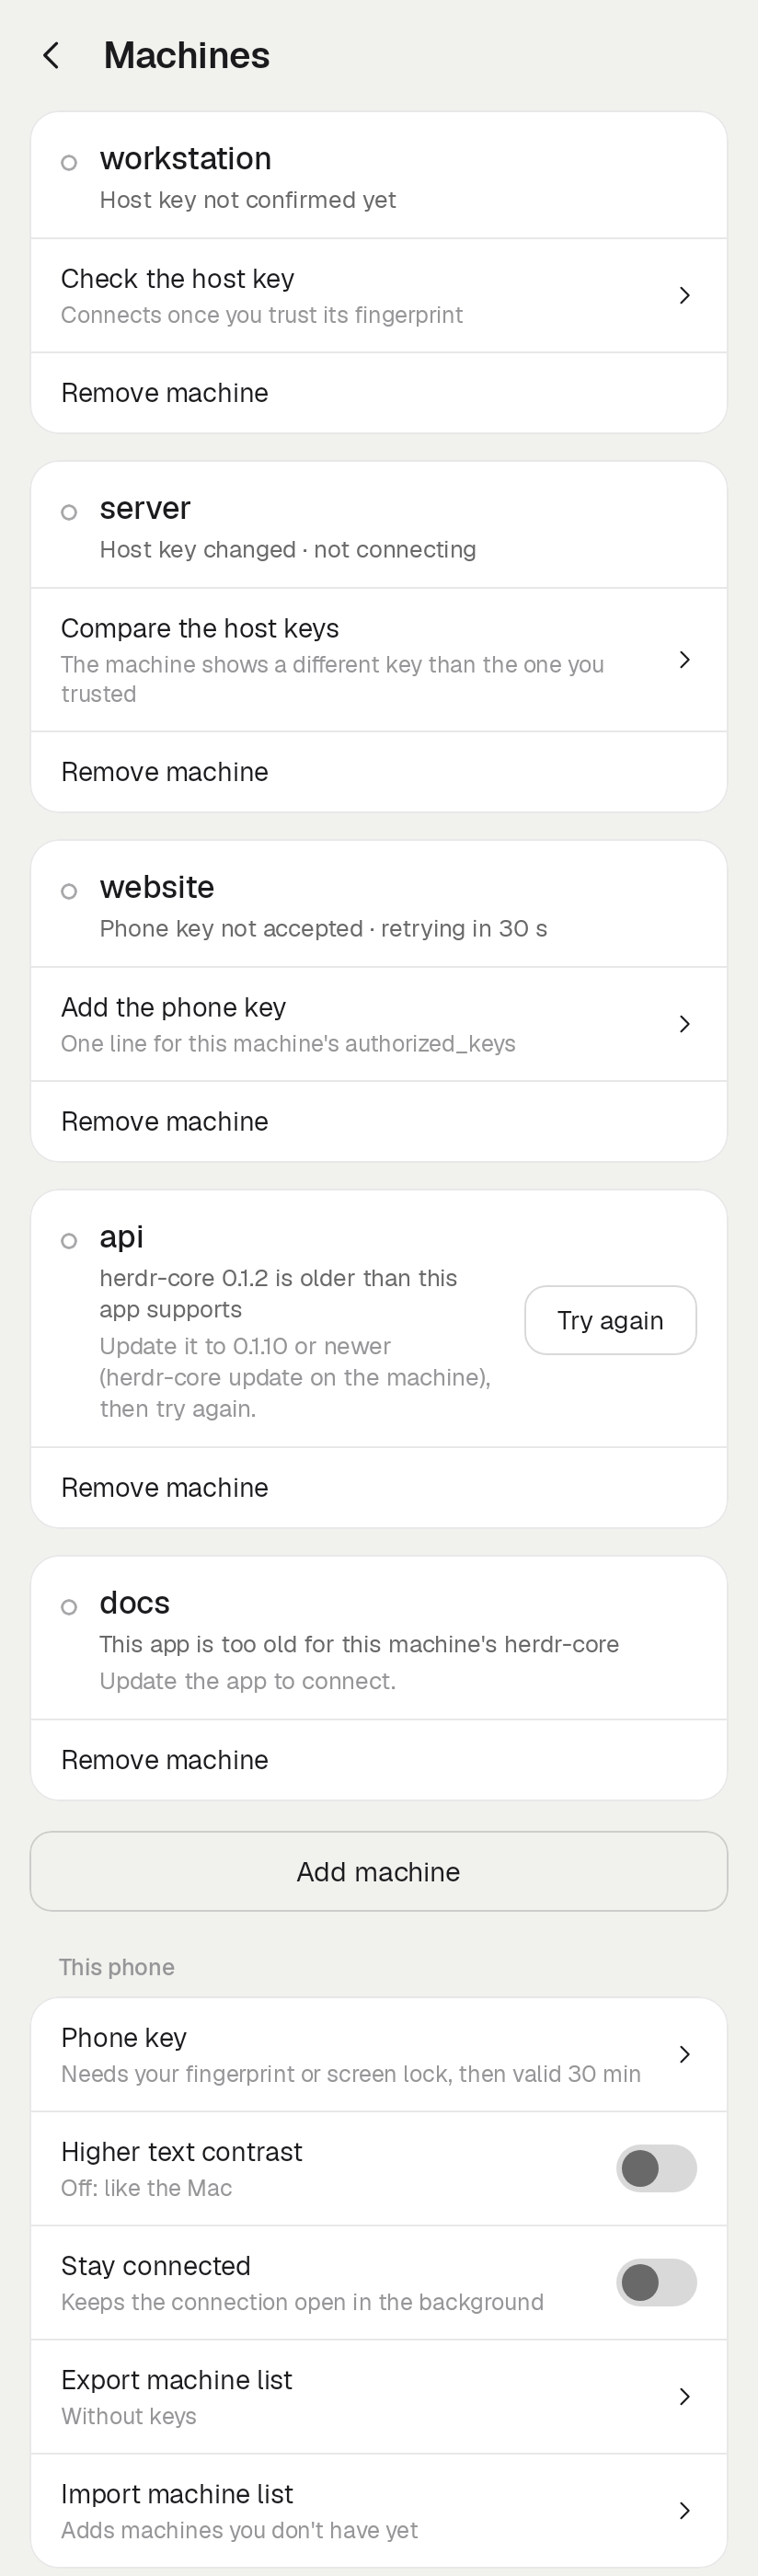 Machines
workstation
Host key not confirmed yet
Check the host key
Connects once you trust its fingerprint
Remove machine
server
Host key changed · not connecting
Compare the host keys
The machine shows a different key than the one you
trusted
Remove machine
website
Phone key not accepted · retrying in 30 s
Add the phone key
One line for this machine's authorized_keys
Remove machine
api
herdr-core 0.1.2 is older than this
app supports
Update it to 0.1.10 or newer
(herdr-core update on the machine),
then try again.
Try again
Remove machine
docs
This app is too old for this machine's herdr-core
Update the app to connect.
Remove machine
Add machine
This phone
Phone key
Needs your fingerprint or screen lock, then valid 30 min
Higher text contrast
Off: like the Mac
Stay connected
Keeps the connection open in the background
Export machine list
Without keys
Import machine list
Adds machines you don't have yet